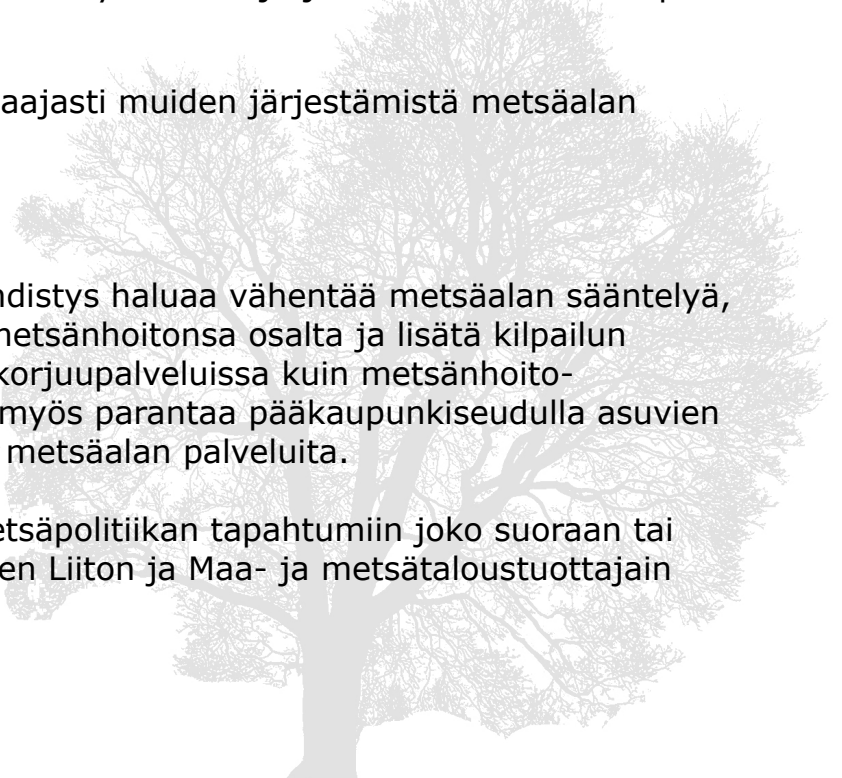 aajasti muiden järjestämistä metsäalan
distys haluaa vähentää metsäalan sääntelyä,
metsänhoitonsa osalta ja lisätä kilpailun
korjuupalveluissa kuin metsänhoito-
myös parantaa pääkaupunkiseudulla asuvien
metsäalan palveluita.
etsäpolitiikan tapahtumiin joko suoraan tai
en Liiton ja Maa- ja metsätaloustuottajain